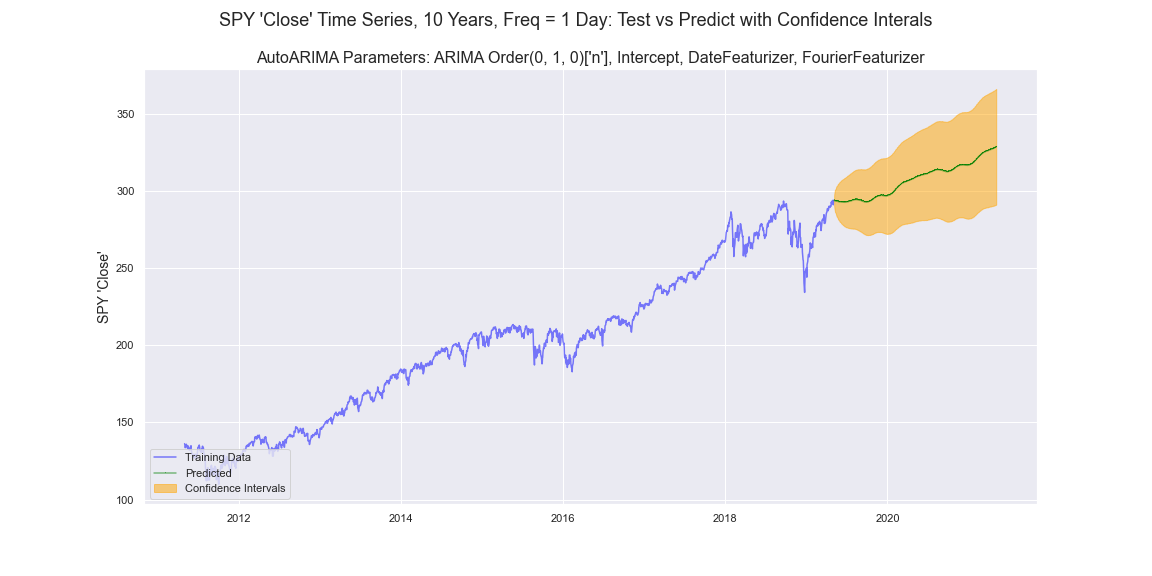 SPY 'Close' Time Series, 10 Years, Freq = 1 Day: Test vs Predict with Confidence Interals
AutoARIMA Parameters: ARIMA Order(0, 1, 0)['n'], Intercept, DateFeaturizer, FourierFeaturizer
SPY 'Close'
350
300
250
200
150
100
Training Data
Predicted
Confidence Intervals
2012
2014
2016
2018
2020